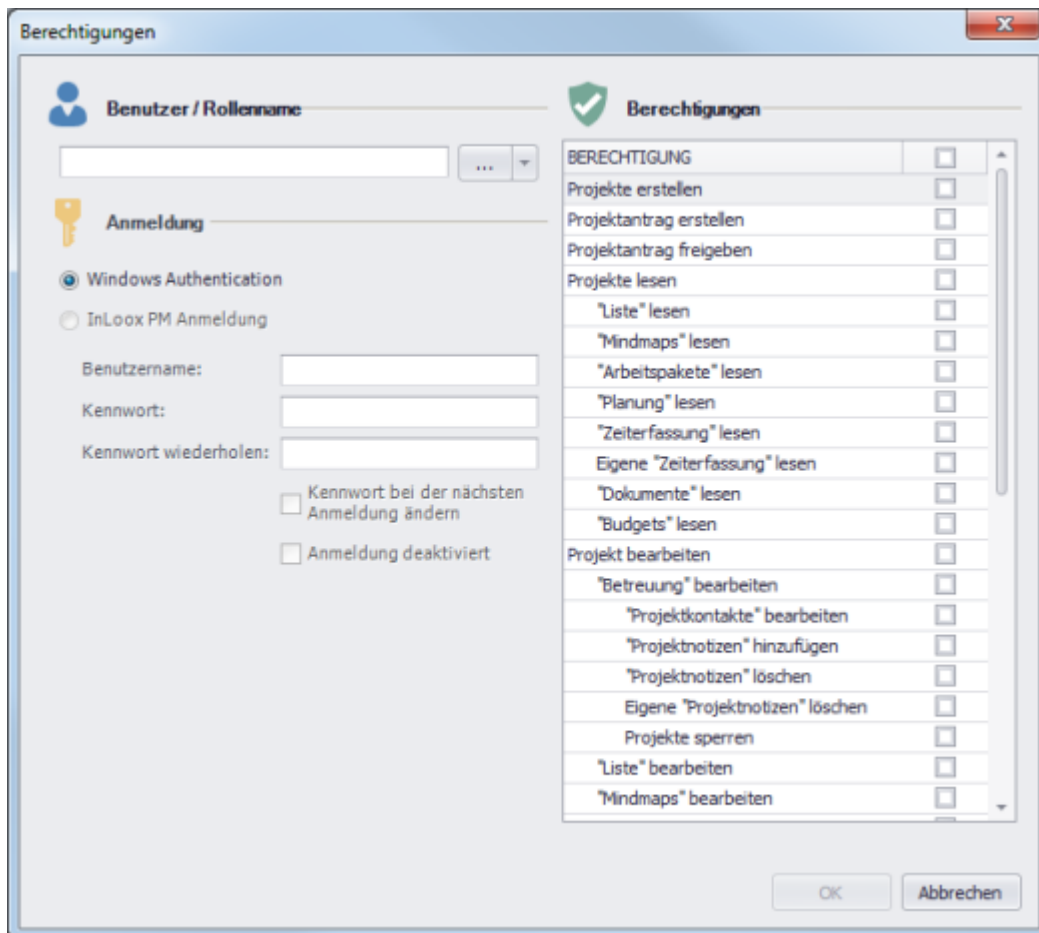 Berechtigungen
Benutzer / Rollenname
...
Anmeldung
Windows Authentication
InLoox PM Anmeldung
Benutzername:
Kennwort:
Kennwort wiederholen:
Kennwort bei der nächsten
Anmeldung ändern
Anmeldung deaktiviert
Berechtigungen
BERECHTIGUNG
Projekte erstellen
Projektantrag erstellen
Projektantrag freigeben
Projekte lesen
"Liste" lesen
"Mindmaps" lesen
"Arbeitspakete" lesen
"Planung" lesen
"Zeiterfassung" lesen
Eigene "Zeiterfassung" lesen
"Dokumente" lesen
"Budgets" lesen
Projekt bearbeiten
"Betreuung" bearbeiten
"Projektkontakte" bearbeiten
"Projektnotizen" hinzufügen
"Projektnotizen" löschen
Eigene "Projektnotizen" löschen
Projekte sperren
"Liste" bearbeiten
"Mindmaps" bearbeiten
OK
Abbrechen